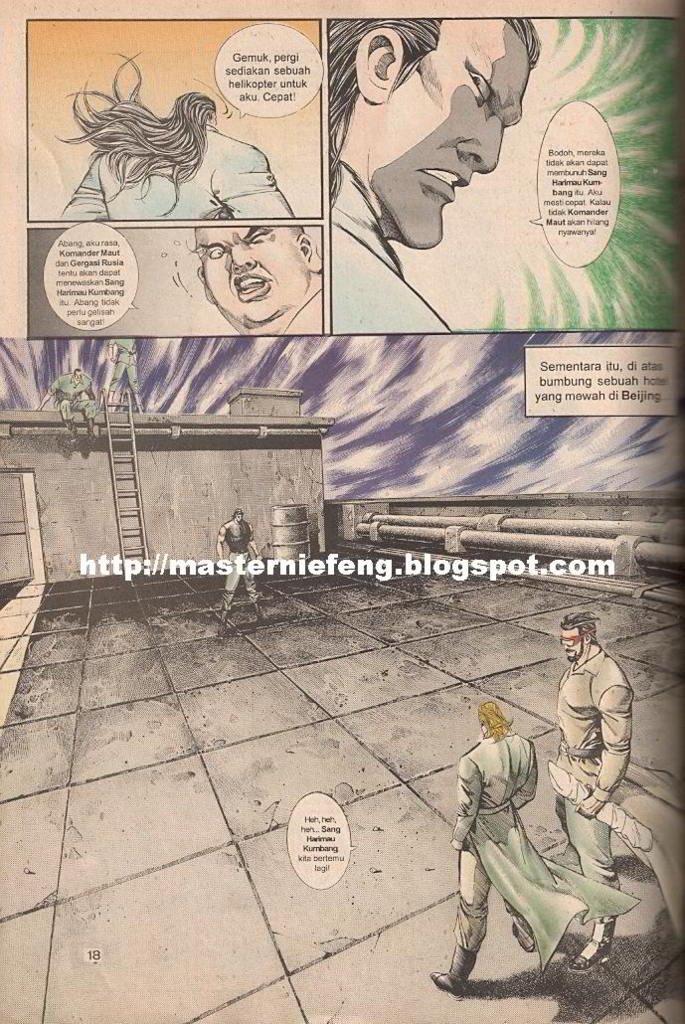 Gemuk, pergi
sediakan sebuah
helikopter untuk
aku. Cepat!
Bodoh, mereka
tidak akan dapat
membunuh Sang
Harimau Kum-
bang itu. Aku
mesti cepat. Kalau
tidak Komander
Maut akan hilang
nyawanya!
Abang, aku rasa,
Komander Maut
dan Gergasi Rusia
tentu akan dapat
menewaskan Sang
Harimau Kumbang
itu. Abang tidak
perlu gelisah
sangat!
Sementara itu, di atas
bumbung sebuah hotel
yang mewah di Beijing...
http://masterniefeng.blogspot.com
Heh, heh,
heh... Sang
Harimau
Kumbang,
kita bertemu
lagi!
18